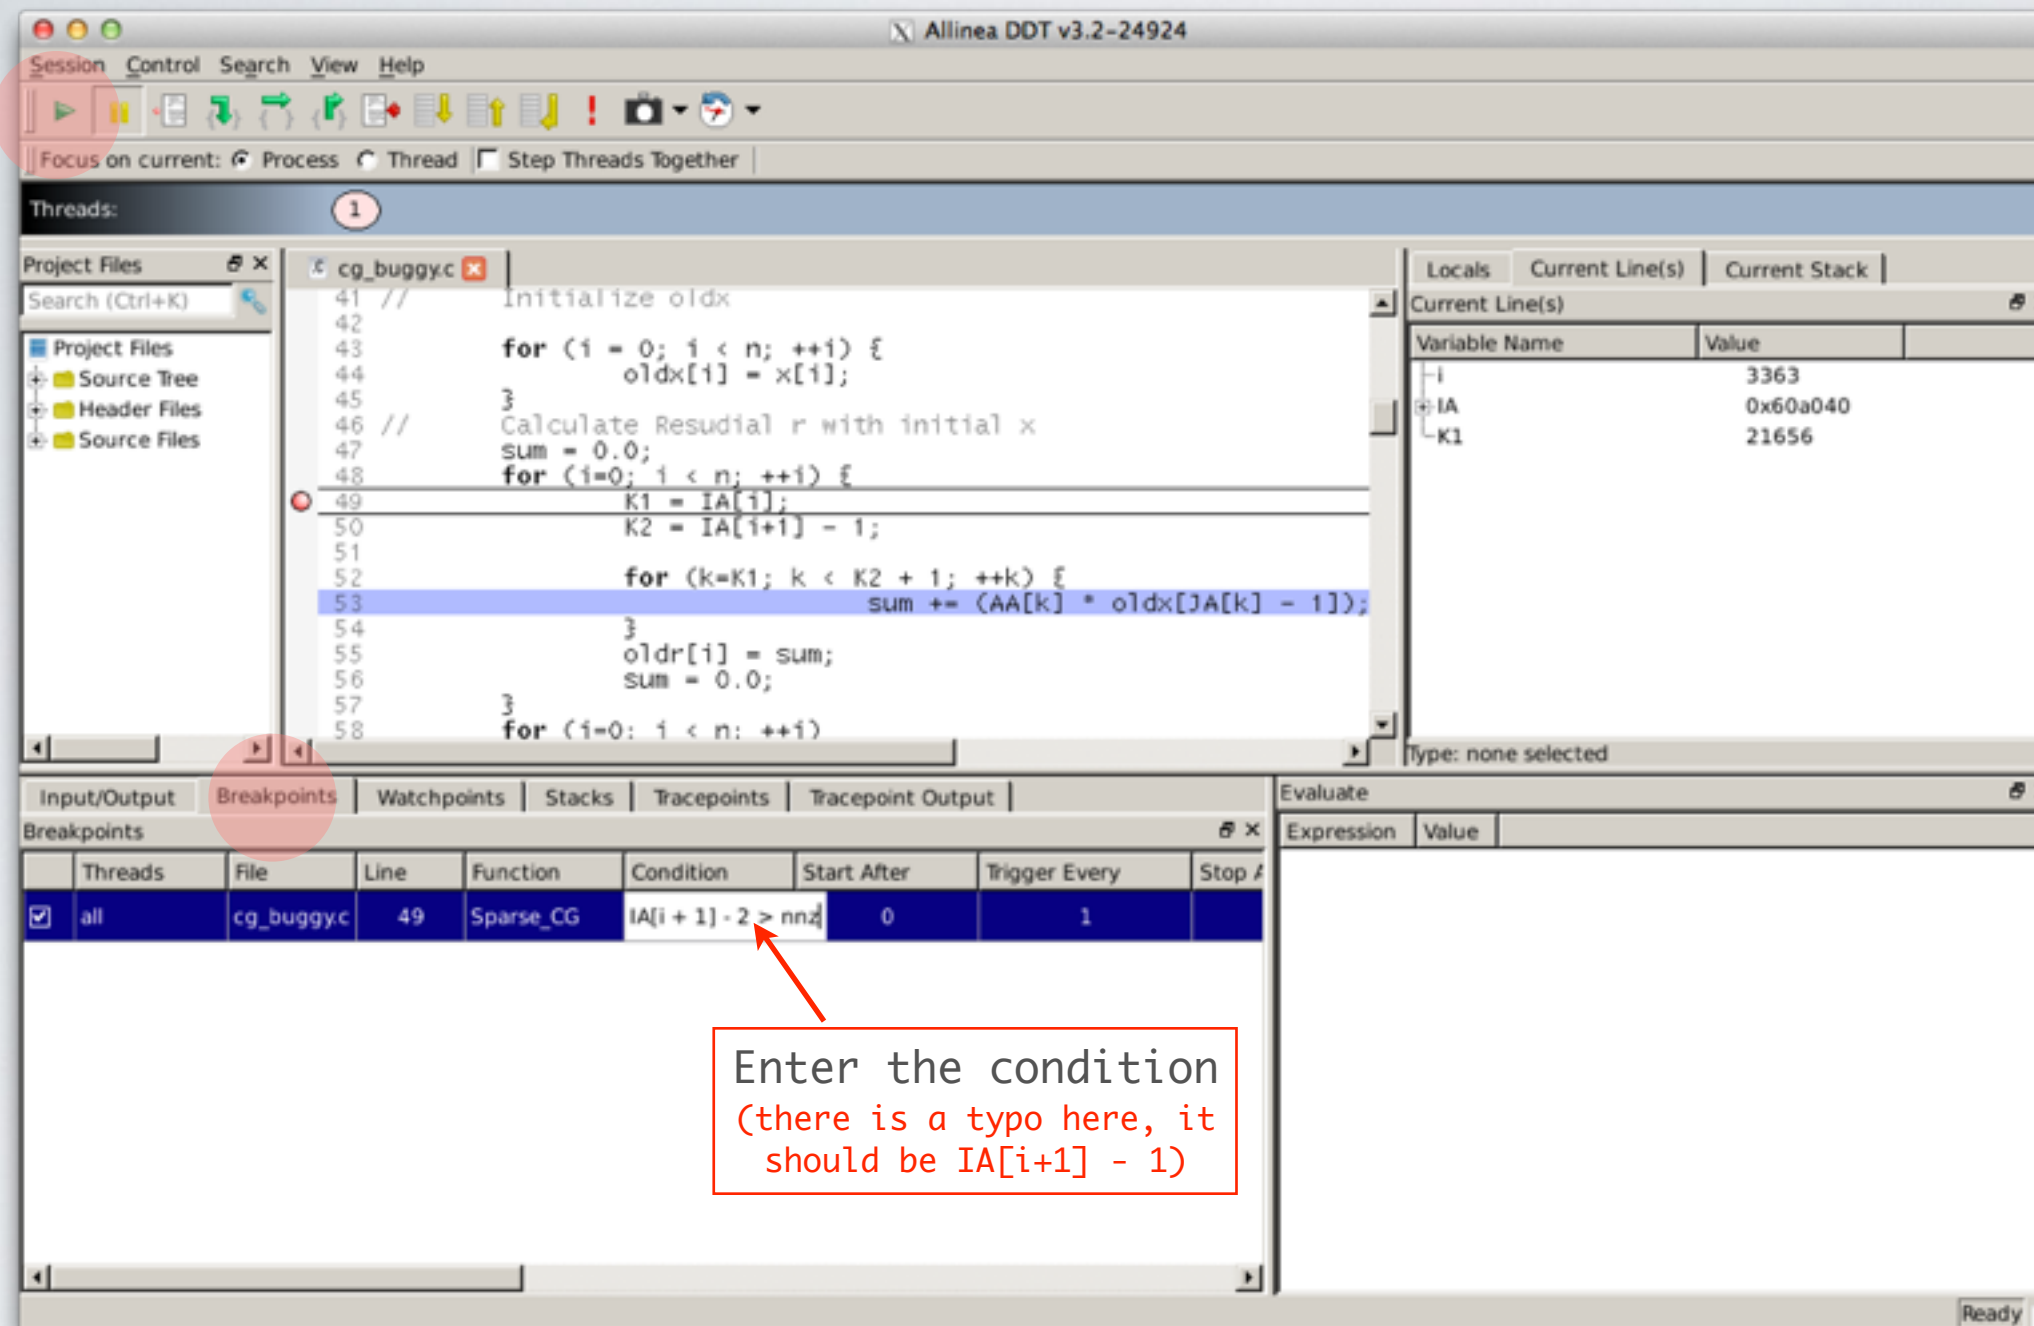 Allinea DDT v3.2-24924
Session Control Search View Help
Focus on current: Process Thread Step Threads Together
Threads: 1
Project Files
Search (Ctrl+K)
Project Files
Source Tree
Header Files
Source Files
cg_buggy.c
41 // Initialize oldx
42
43 for (i = 0; i < n; ++i) {
44 oldx[i] = x[i];
45 }
46 // Calculate Resudial r with initial x
47 sum = 0.0;
48 for (i=0; i < n; ++i) {
49 K1 = IA[i];
50 K2 = IA[i+1] - 1;
51
52 for (k=K1; k < K2 + 1; ++k) {
53 sum += (AA[k] * oldx[JA[k] - 1]);
54 }
55 oldr[i] = sum;
56 sum = 0.0;
57 }
58 for (i=0; i < n; ++i)
Locals Current Line(s) Current Stack
Current Line(s)
Variable Name Value
i 3363
IA 0x60a040
K1 21656
Type: none selected
Input/Output Breakpoints Watchpoints Stacks Tracepoints Tracepoint Output
Breakpoints
Threads File Line Function Condition Start After Trigger Every Stop A
all cg_buggy.c 49 Sparse_CG IA[i + 1] - 2 > nnz 0 1
Evaluate
Expression Value
Enter the condition
(there is a typo here, it
should be IA[i+1] - 1)
Ready